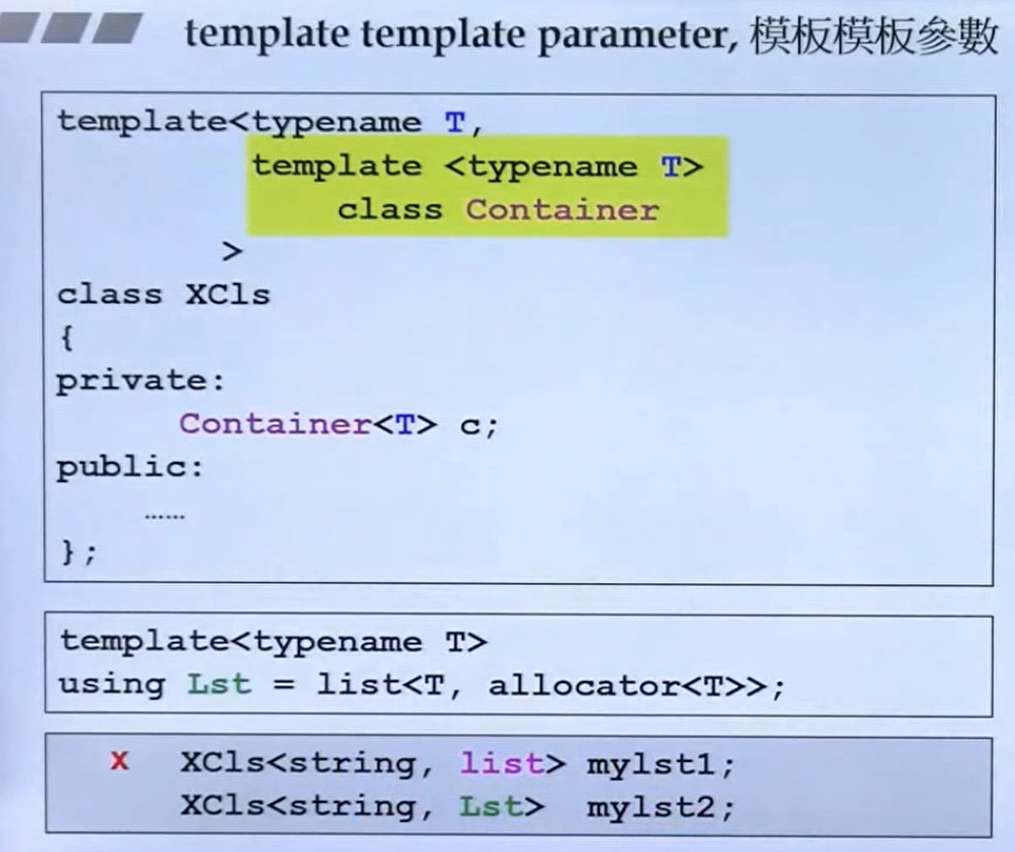 template template parameter, 模板模板參數
template<typename T,
template <typename T>
class Container
>
class XCls
{
private:
Container<T> c;
public:
……
};
template<typename T>
using Lst = list<T, allocator<T>>;
X XCls<string, list> mylst1;
XCls<string, Lst> mylst2;